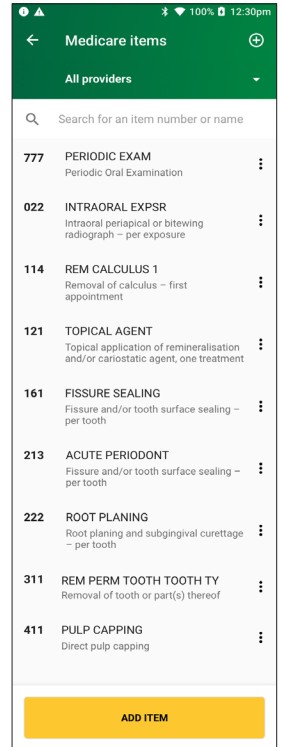 100% 12:30pm
Medicare items
All providers
Search for an item number or name
777 PERIODIC EXAM
Periodic Oral Examination
022 INTRAORAL EXPSR
Intraoral periapical or bitewing
radiograph – per exposure
114 REM CALCULUS 1
Removal of calculus – first
appointment
121 TOPICAL AGENT
Topical application of remineralisation
and/or cariostatic agent, one treatment
161 FISSURE SEALING
Fissure and/or tooth surface sealing –
per tooth
213 ACUTE PERIODONT
Fissure and/or tooth surface sealing –
per tooth
222 ROOT PLANING
Root planing and subgingival curettage
– per tooth
311 REM PERM TOOTH TOOTH TY
Removal of tooth or part(s) thereof
411 PULP CAPPING
Direct pulp capping
ADD ITEM